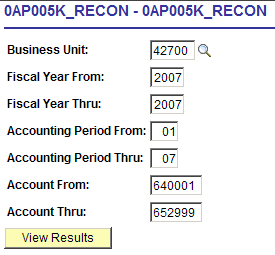 0AP005K_RECON - 0AP005K_RECON
Business Unit: 42700
Fiscal Year From: 2007
Fiscal Year Thru: 2007
Accounting Period From: 01
Accounting Period Thru: 07
Account From: 640001
Account Thru: 652999
View Results